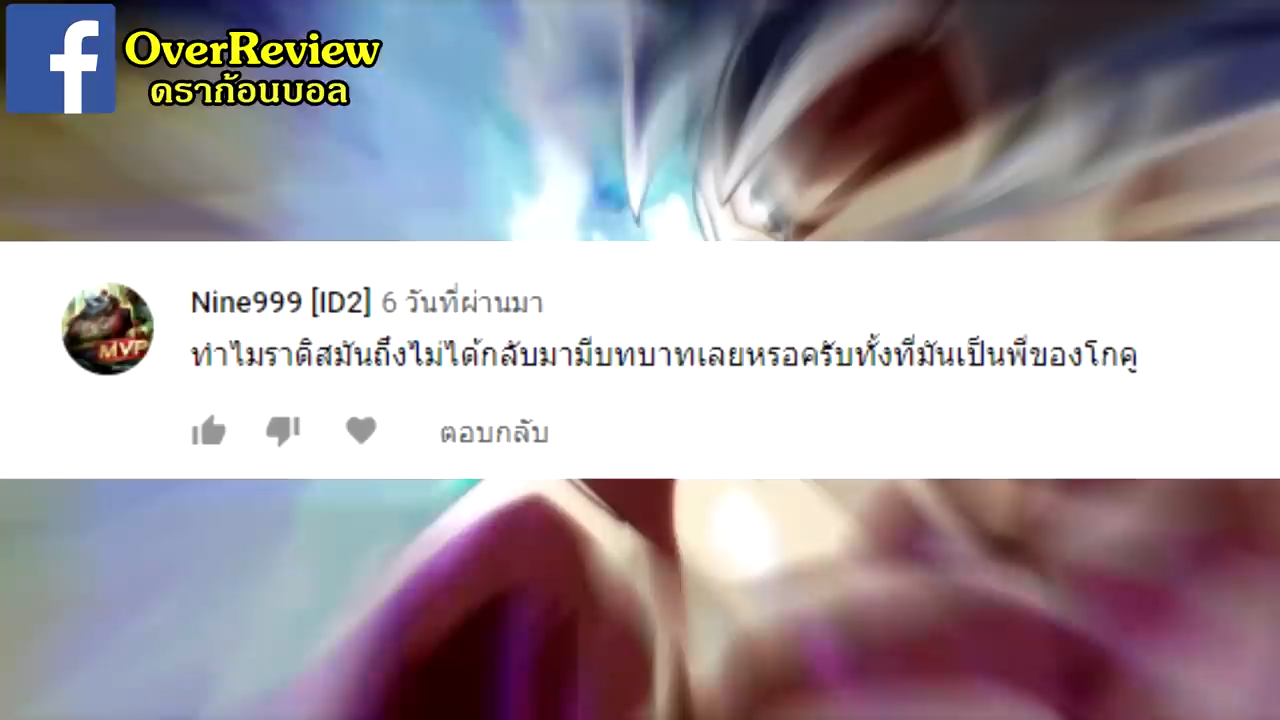 OverReview
ดราก้อนบอล
Nine999 [ID2] 6 วันที่ผ่านมา
ทำไมราดิสมันถึงไม่ได้กลับมามีบทบาทเลยหรอครับทั้งที่มันเป็นพี่ของโกคู
MVP
ตอบกลับ